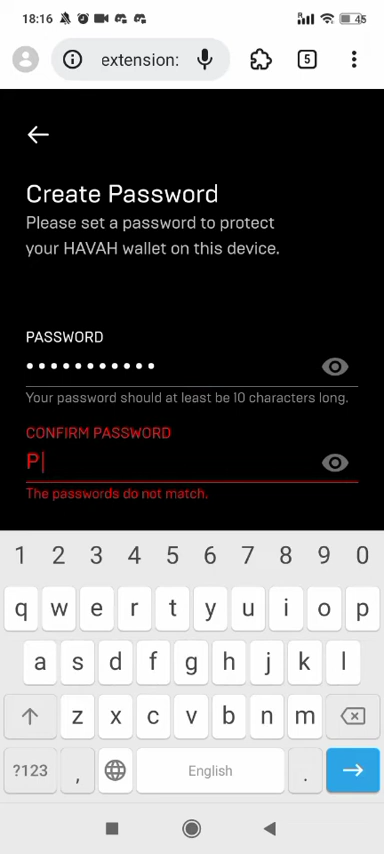 18:16
45
extension:
5
Create Password
Please set a password to protect
your HAVAH wallet on this device.
PASSWORD
•••••••••••
Your password should at least be 10 characters long.
CONFIRM PASSWORD
P
The passwords do not match.
1 2 3 4 5 6 7 8 9 0
q w e r t y u i o p
a s d f g h j k l
z x c v b n m
?123 , English .